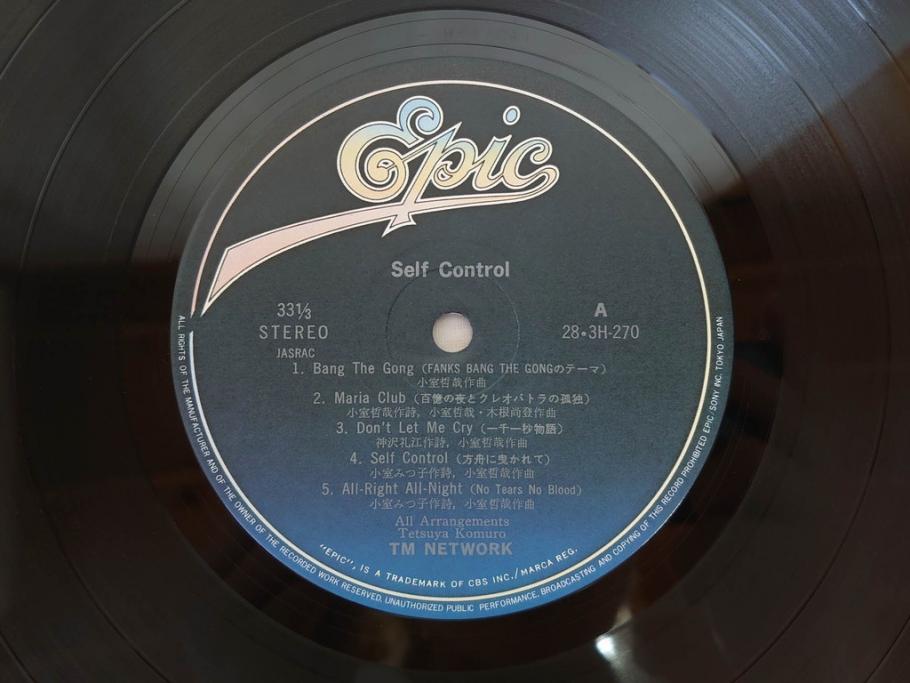 Epic
Self Control
33⅓
STEREO
JASRAC
A
28・3H-270
1. Bang The Gong (FANKS BANG THE GONGのテーマ)
小室哲哉作曲
2. Maria Club (百億の夜とクレオパトラの孤独)
小室哲哉作詩, 小室哲哉・木根尚登作曲
3. Don't Let Me Cry (一千一秒物語)
神沢礼江作詩, 小室哲哉作曲
4. Self Control (方舟に曳かれて)
小室みつ子作詩, 小室哲哉作曲
5. All-Right All-Night (No Tears No Blood)
小室みつ子作詩, 小室哲哉作曲
All Arrangements
Tetsuya Komuro
TM NETWORK
"EPIC", IS A TRADEMARK OF CBS INC./MARCA REG.
ALL RIGHTS OF THE MANUFACTURER AND OF THE OWNER OF THE RECORDED WORK RESERVED. UNAUTHORIZED PUBLIC PERFORMANCE, BROADCASTING AND COPYING OF THIS RECORD PROHIBITED EPIC/SONY INC. TOKYO JAPAN